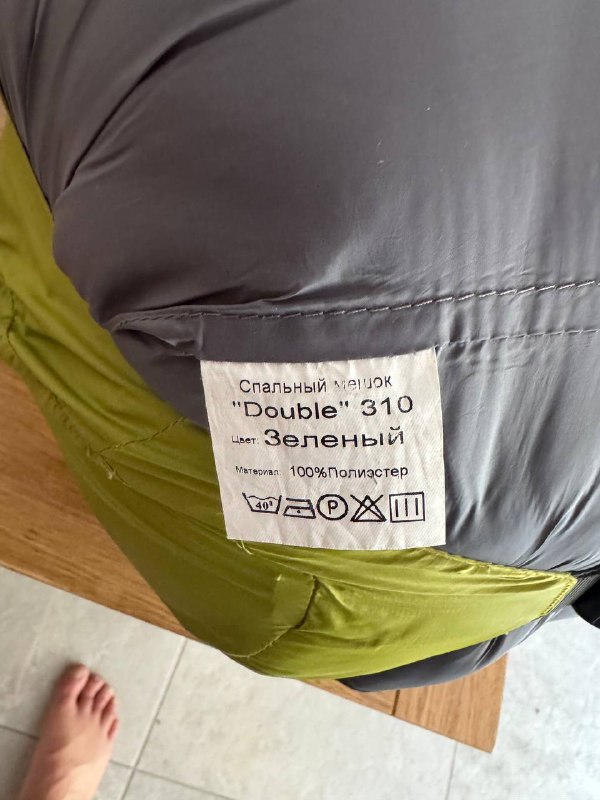 Спальный мешок
"Double" 310
Цвет: Зеленый
Материал: 100%Полиэстер
40° P